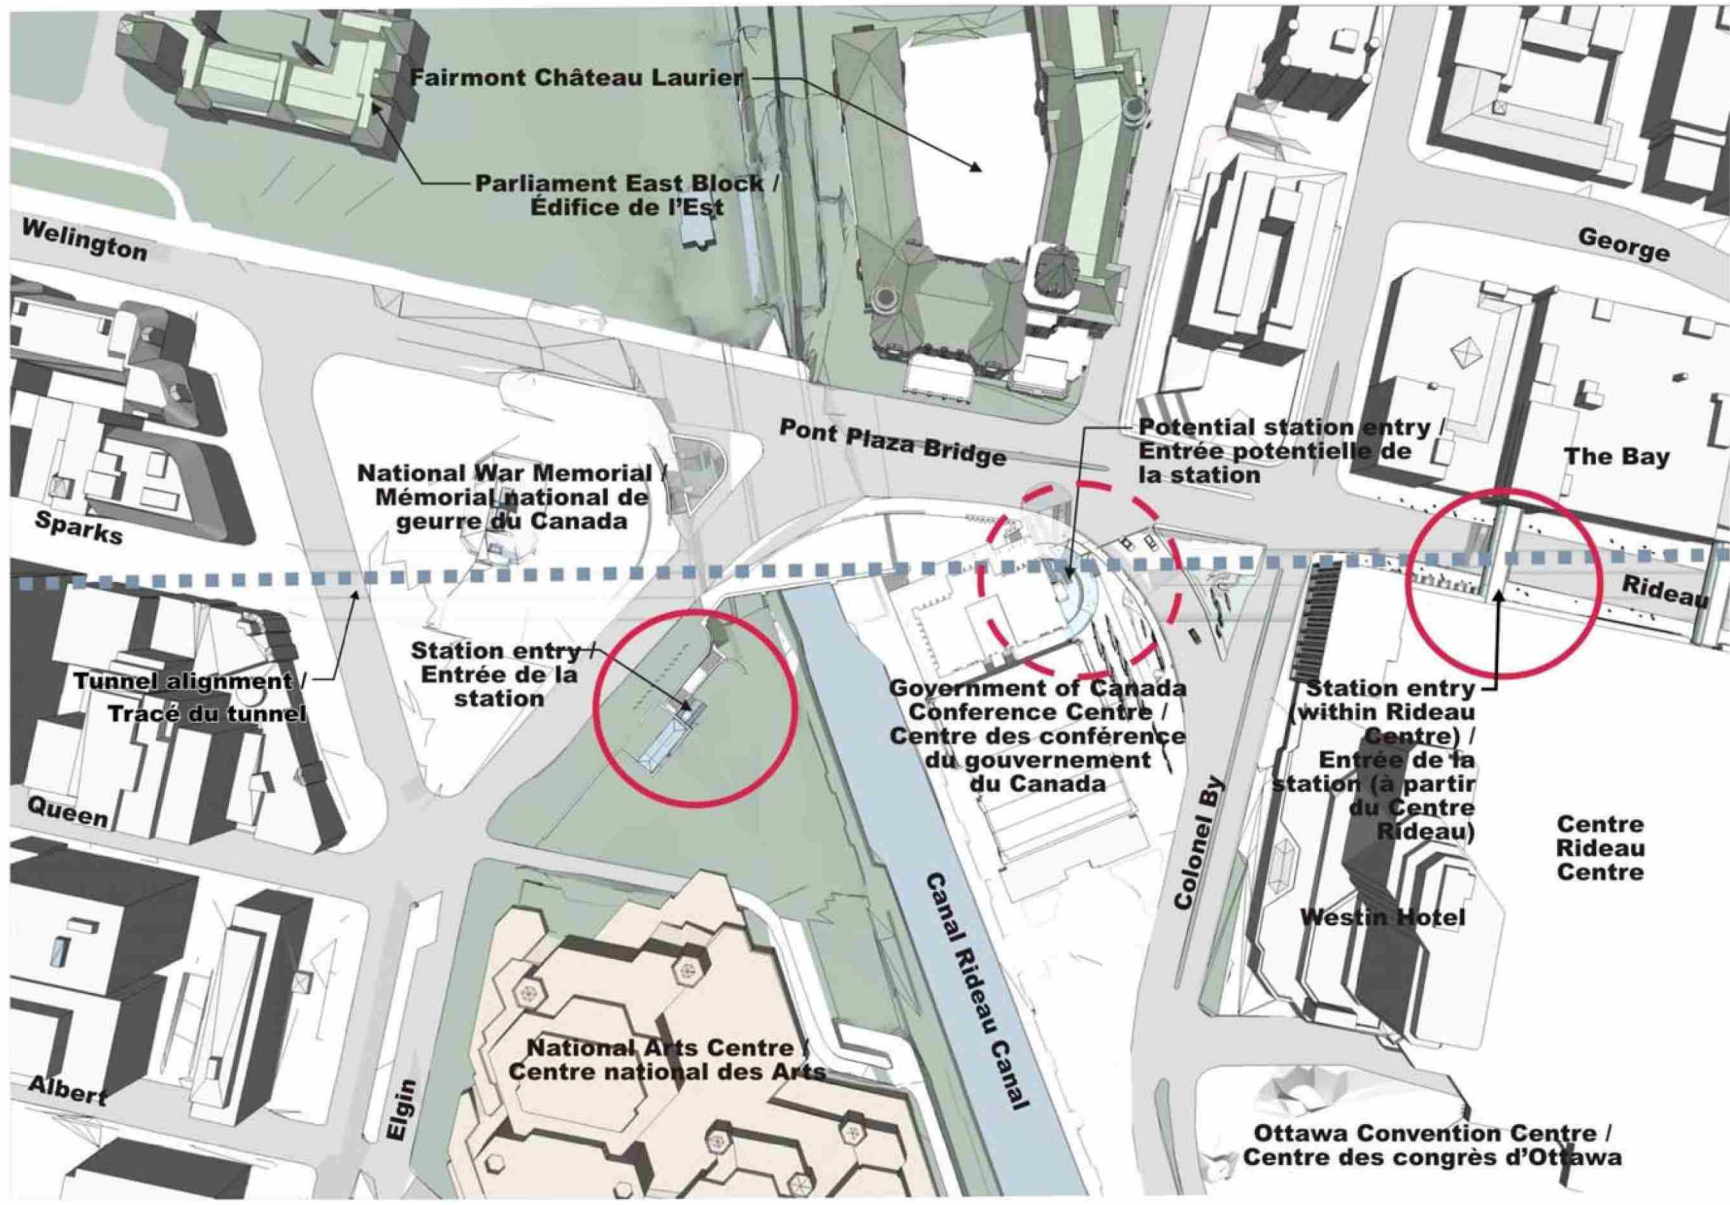 Fairmont Château Laurier
Parliament East Block /
Édifice de l'Est
Welington
George
Pont Plaza Bridge
Potential station entry /
Entrée potentielle de
la station
The Bay
National War Memorial /
Mémorial national de
geurre du Canada
Sparks
Rideau
Station entry /
Entrée de la
station
Tunnel alignment /
Tracé du tunnel
Government of Canada
Conference Centre /
Centre des conférence
du gouvernement
du Canada
Station entry
(within Rideau
Centre) /
Entrée de la
station (à partir
du Centre
Rideau)
Queen
Colonel By
Centre
Rideau
Centre
Westin Hotel
Canal Rideau Canal
National Arts Centre /
Centre national des Arts
Albert
Elgin
Ottawa Convention Centre /
Centre des congrès d'Ottawa